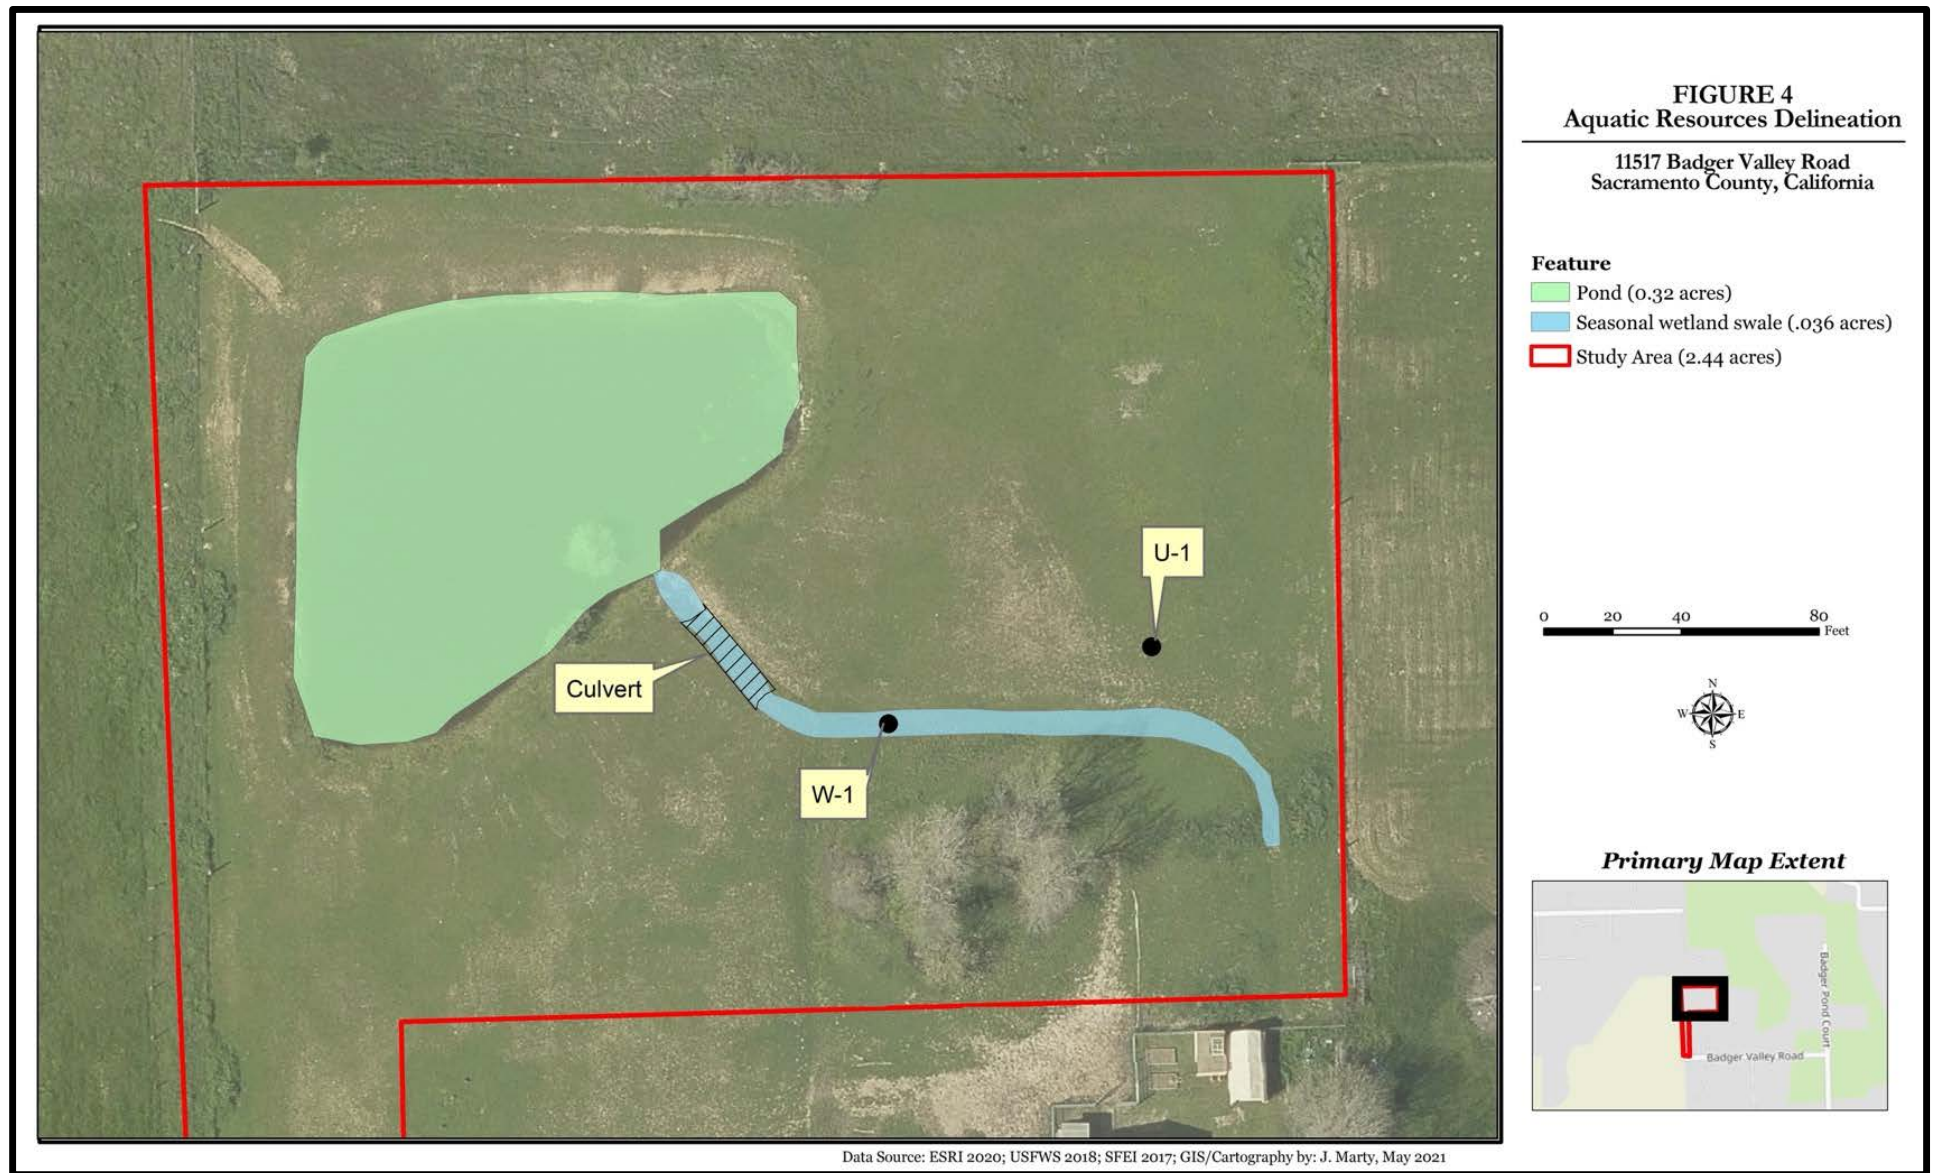 FIGURE 4
Aquatic Resources Delineation
11517 Badger Valley Road
Sacramento County, California
Feature
Pond (0.32 acres)
Seasonal wetland swale (.036 acres)
Study Area (2.44 acres)
U-1
Culvert
W-1
0 20 40 80
Feet
N
W E
S
Primary Map Extent
Badger Pond Court
Badger Valley Road
Data Source: ESRI 2020; USFWS 2018; SFEI 2017; GIS/Cartography by: J. Marty, May 2021